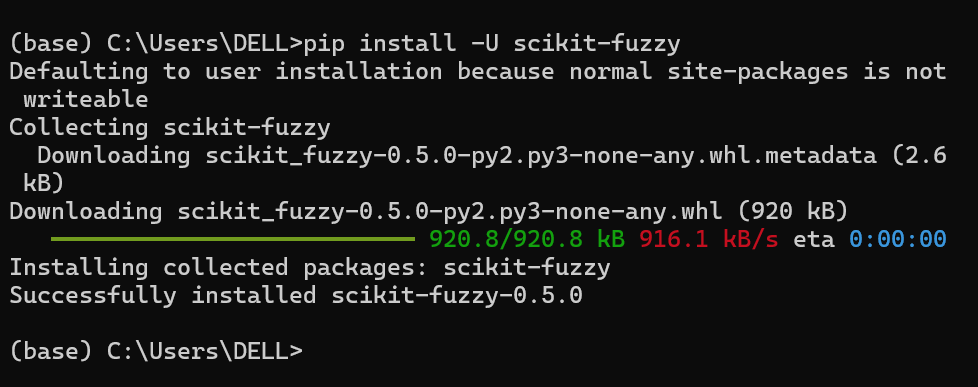 (base) C:\Users\DELL>pip install -U scikit-fuzzy
Defaulting to user installation because normal site-packages is not
 writeable
Collecting scikit-fuzzy
  Downloading scikit_fuzzy-0.5.0-py2.py3-none-any.whl.metadata (2.6
 kB)
Downloading scikit_fuzzy-0.5.0-py2.py3-none-any.whl (920 kB)
920.8/920.8 kB 916.1 kB/s eta 0:00:00
Installing collected packages: scikit-fuzzy
Successfully installed scikit-fuzzy-0.5.0
(base) C:\Users\DELL>